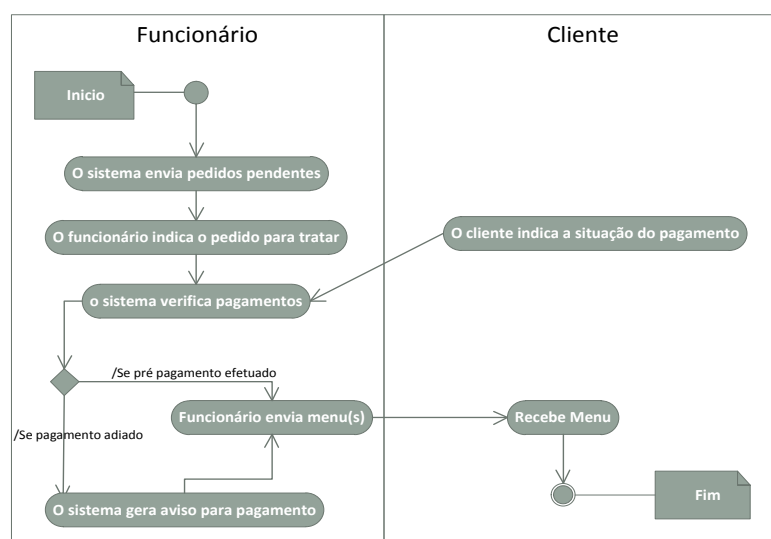 Funcionário
Cliente
Inicio
O sistema envia pedidos pendentes
O funcionário indica o pedido para tratar
O cliente indica a situação do pagamento
o sistema verifica pagamentos
/Se pré pagamento efetuado
Funcionário envia menu(s)
Recebe Menu
/Se pagamento adiado
O sistema gera aviso para pagamento
Fim